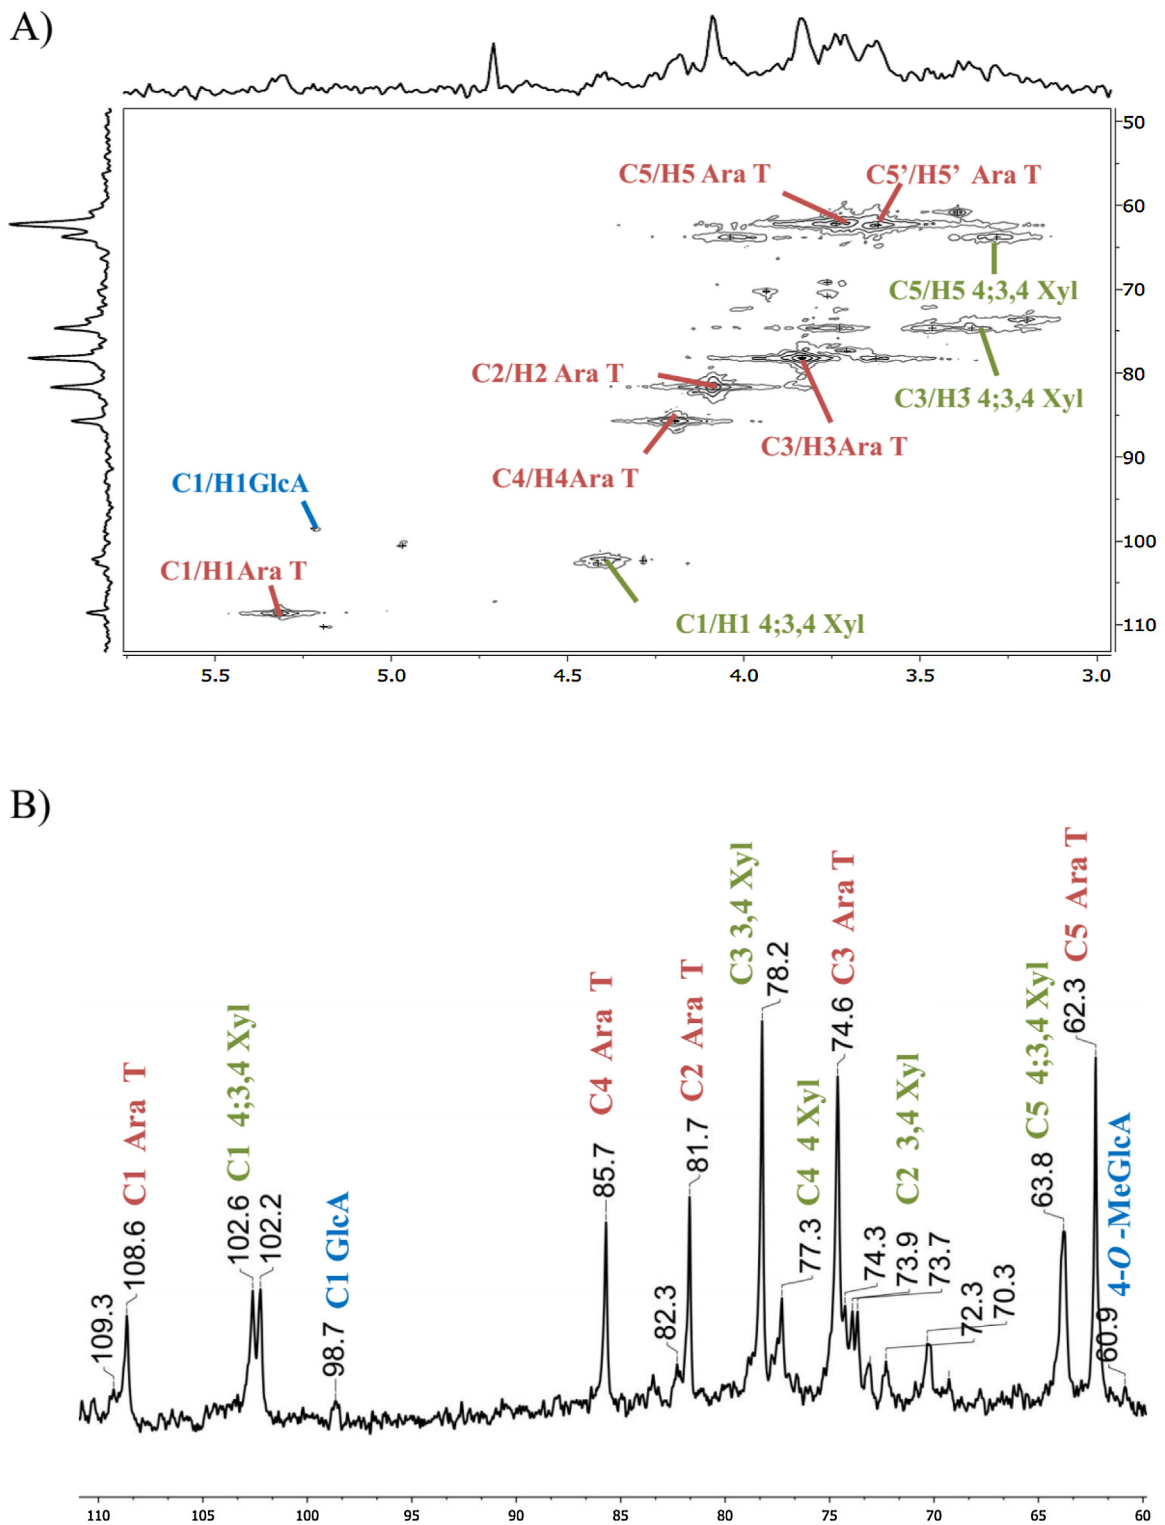 A)
50
60
70
80
90
100
110
C5/H5 Ara T
C5’/H5’ Ara T
C5/H5 4;3,4 Xyl
C2/H2 Ara T
C3/H3 4;3,4 Xyl
C3/H3Ara T
C4/H4Ara T
C1/H1GlcA
C1/H1Ara T
C1/H1 4;3,4 Xyl
5.5 5.0 4.5 4.0 3.5 3.0
B)
109.3
108.6 C1 Ara T
102.6 C1 4;3,4 Xyl
102.2
98.7 C1 GlcA
85.7 C4 Ara T
82.3
81.7 C2 Ara T
78.2
C3 3,4 Xyl
77.3 C4 4 Xyl
74.6 C3 Ara T
74.3
73.9
73.7
C2 3,4 Xyl
72.3
70.3
63.8 C5 4;3,4 Xyl
62.3 C5 Ara T
60.9 4-O -MeGlcA
110 105 100 95 90 85 80 75 70 65 60